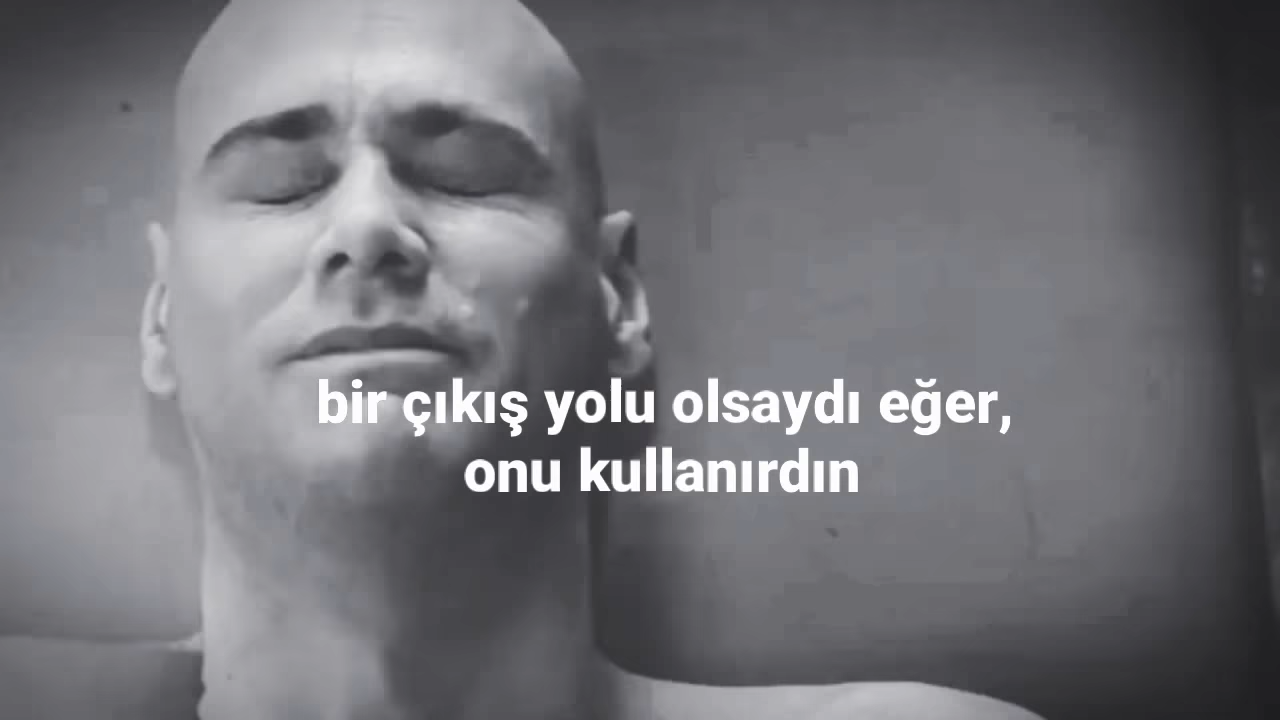 bir çıkış yolu olsaydı eğer,
onu kullanırdın